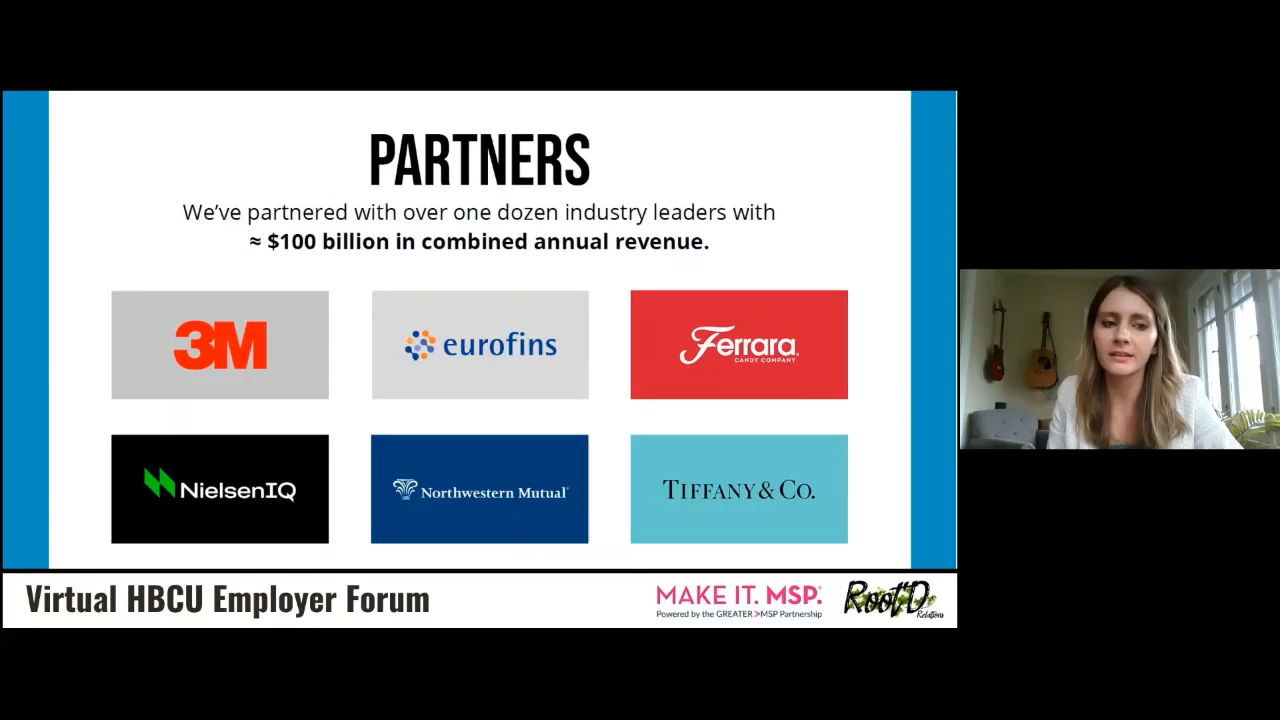 PARTNERS
We've partnered with over one dozen industry leaders with
≈ $100 billion in combined annual revenue.
3M
eurofins
Ferrara®
CANDY COMPANY
NielsenIQ
Northwestern Mutual®
TIFFANY & CO.
Virtual HBCU Employer Forum
MAKE IT. MSP.®
Powered by the GREATER>MSP Partnership
Root'D
Relations